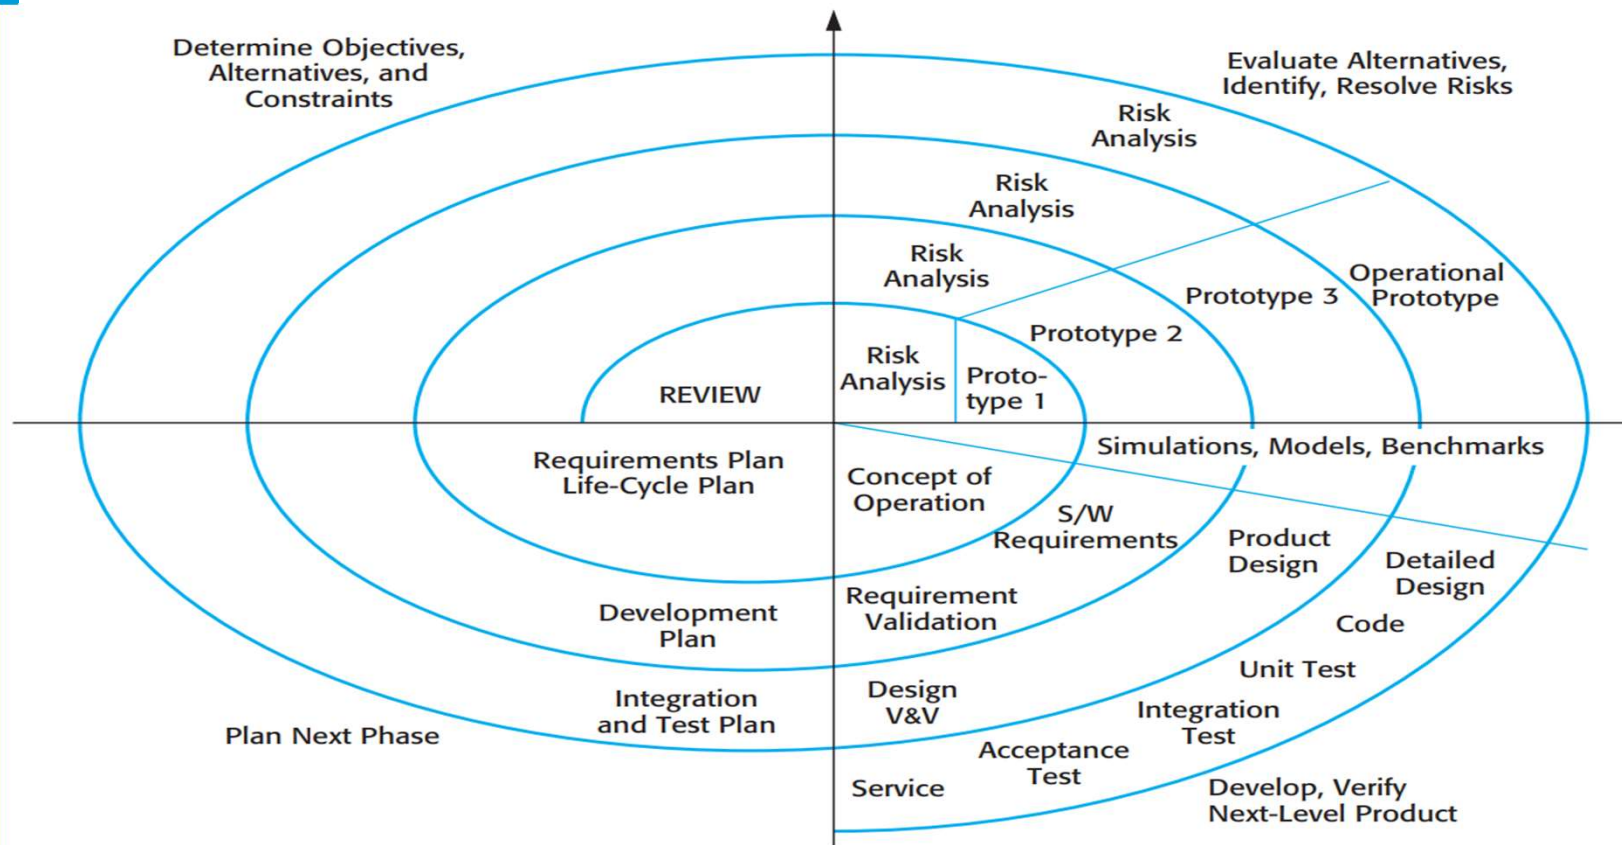 Determine Objectives,
Alternatives, and
Constraints
Evaluate Alternatives,
Identify, Resolve Risks
Risk
Analysis
Risk
Analysis
Risk
Analysis
Operational
Prototype
Prototype 3
Prototype 2
Risk
Analysis
Proto-
type 1
REVIEW
Simulations, Models, Benchmarks
Requirements Plan
Life-Cycle Plan
Concept of
Operation
S/W
Requirements
Product
Design
Detailed
Design
Development
Plan
Requirement
Validation
Code
Unit Test
Integration
and Test Plan
Design
V&V
Integration
Test
Plan Next Phase
Acceptance
Test
Service
Develop, Verify
Next-Level Product